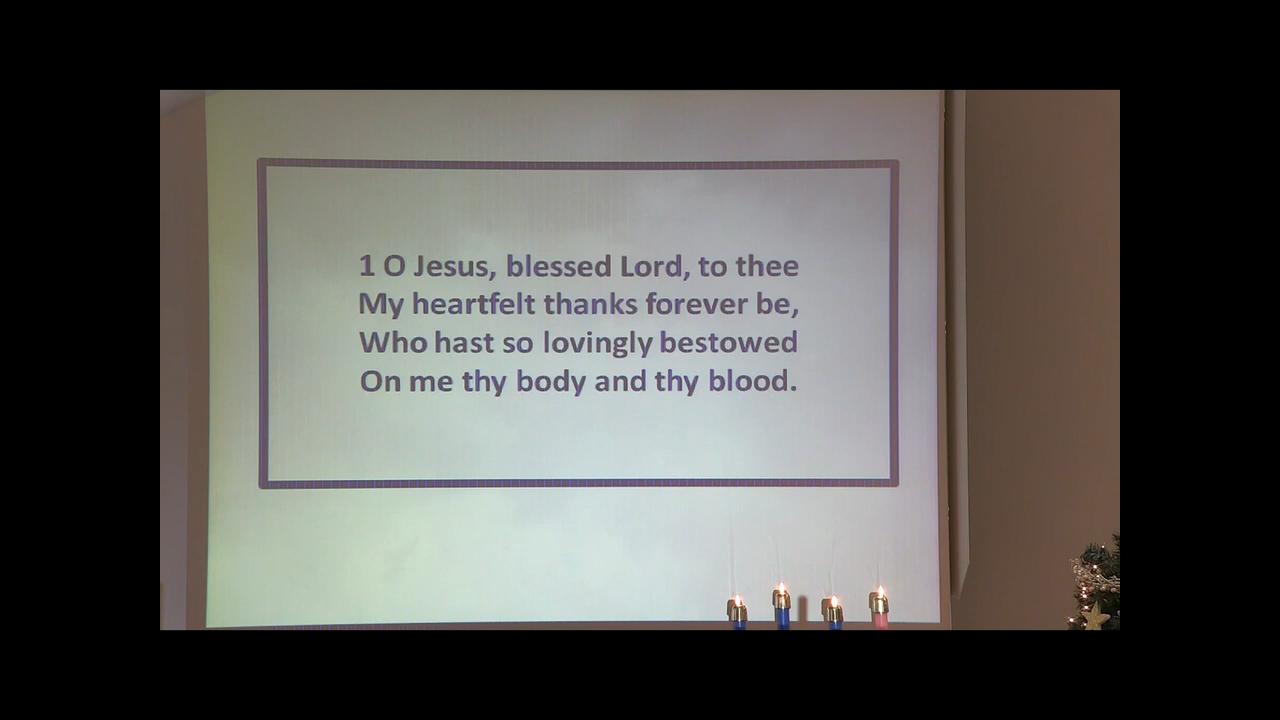 1 O Jesus, blessed Lord, to thee
My heartfelt thanks forever be,
Who hast so lovingly bestowed
On me thy body and thy blood.